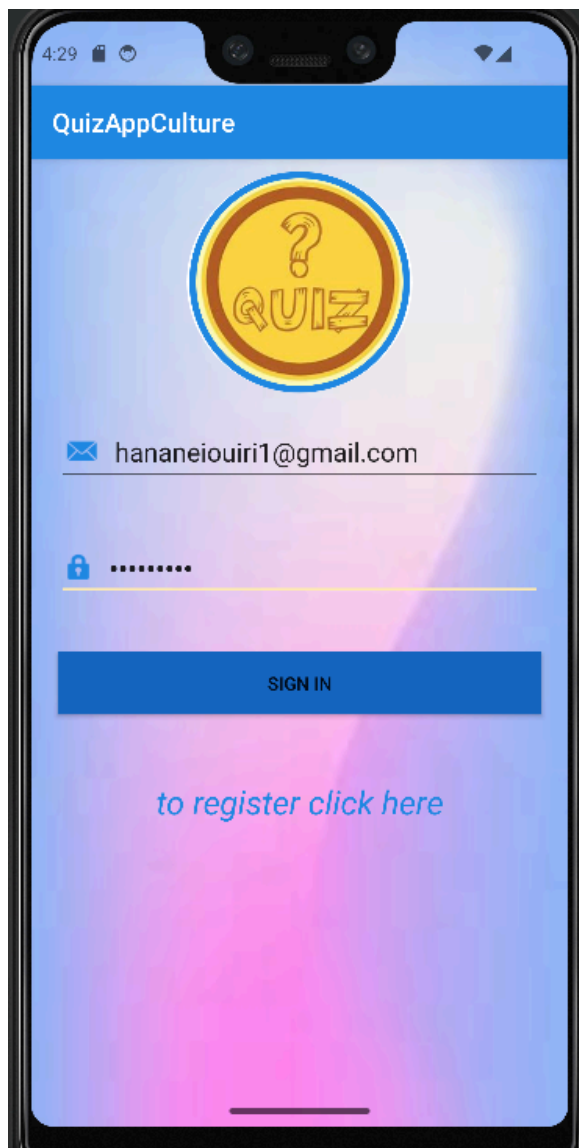 4:29
QuizAppCulture
?
QUIZ
hananeiouiri1@gmail.com
•••••••••
SIGN IN
to register click here